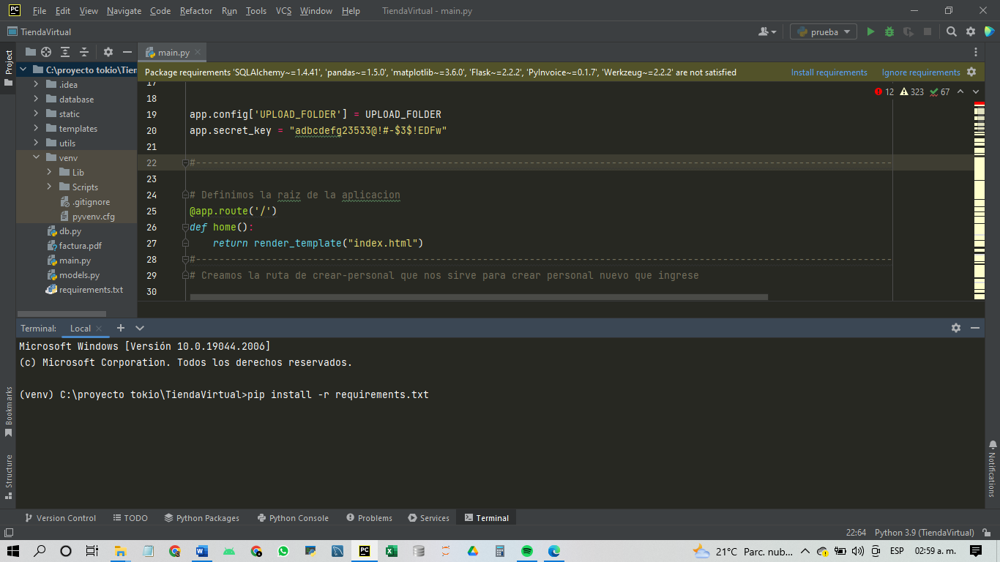 PC File Edit View Navigate Code Refactor Run Tools VCS Window Help TiendaVirtual - main.py
TiendaVirtual prueba
Project main.py
C:\proyecto tokio\Tien
Package requirements 'SQLAlchemy~=1.4.41', 'pandas~=1.5.0', 'matplotlib~=3.6.0', 'Flask~=2.2.2', 'PyInvoice~=0.1.7', 'Werkzeug~=2.2.2' are not satisfied Install requirements Ignore requirements
.idea
database
static
templates
utils
venv
Lib
Scripts
.gitignore
pyvenv.cfg
db.py
factura.pdf
main.py
models.py
requirements.txt
12 323 67
17
18
19 app.config['UPLOAD_FOLDER'] = UPLOAD_FOLDER
20 app.secret_key = "adbcdefg23533@!#-$3$!EDFw"
21
22 #-----------------------------------------------------------------------------------------------------------------------
23
24 # Definimos la raiz de la aplicacion
25 @app.route('/')
26 def home():
27 return render_template("index.html")
28 #-----------------------------------------------------------------------------------------------------------------------
29 # Creamos la ruta de crear-personal que nos sirve para crear personal nuevo que ingrese
30
Terminal: Local
Microsoft Windows [Versión 10.0.19044.2006]
(c) Microsoft Corporation. Todos los derechos reservados.
(venv) C:\proyecto tokio\TiendaVirtual>pip install -r requirements.txt
Bookmarks
Structure
Notifications
Version Control TODO Python Packages Python Console Problems Services Terminal
22:64 Python 3.9 (TiendaVirtual)
21°C Parc. nub... ESP 02:59 a. m.